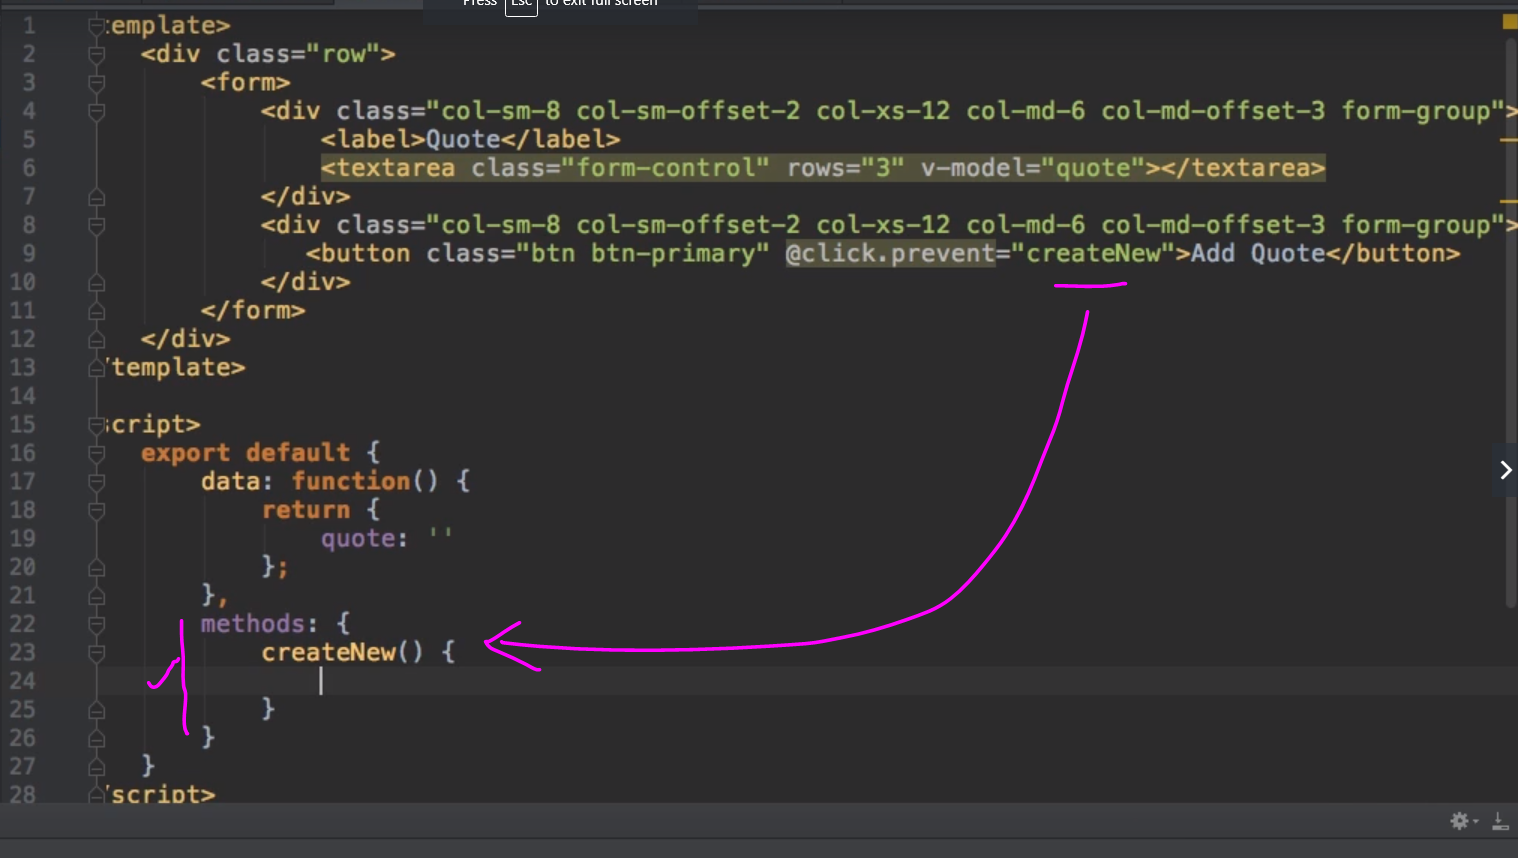 Press Esc to exit full screen
1 template>
2 <div class="row">
3 <form>
4 <div class="col-sm-8 col-sm-offset-2 col-xs-12 col-md-6 col-md-offset-3 form-group">
5 <label>Quote</label>
6 <textarea class="form-control" rows="3" v-model="quote"></textarea>
7 </div>
8 <div class="col-sm-8 col-sm-offset-2 col-xs-12 col-md-6 col-md-offset-3 form-group">
9 <button class="btn btn-primary" @click.prevent="createNew">Add Quote</button>
10 </div>
11 </form>
12 </div>
13 /template>
14
15 script>
16 export default {
17 data: function() {
18 return {
19 quote: ''
20 };
21 },
22 methods: {
23 createNew() {
24
25 }
26 }
27 }
28 /script>